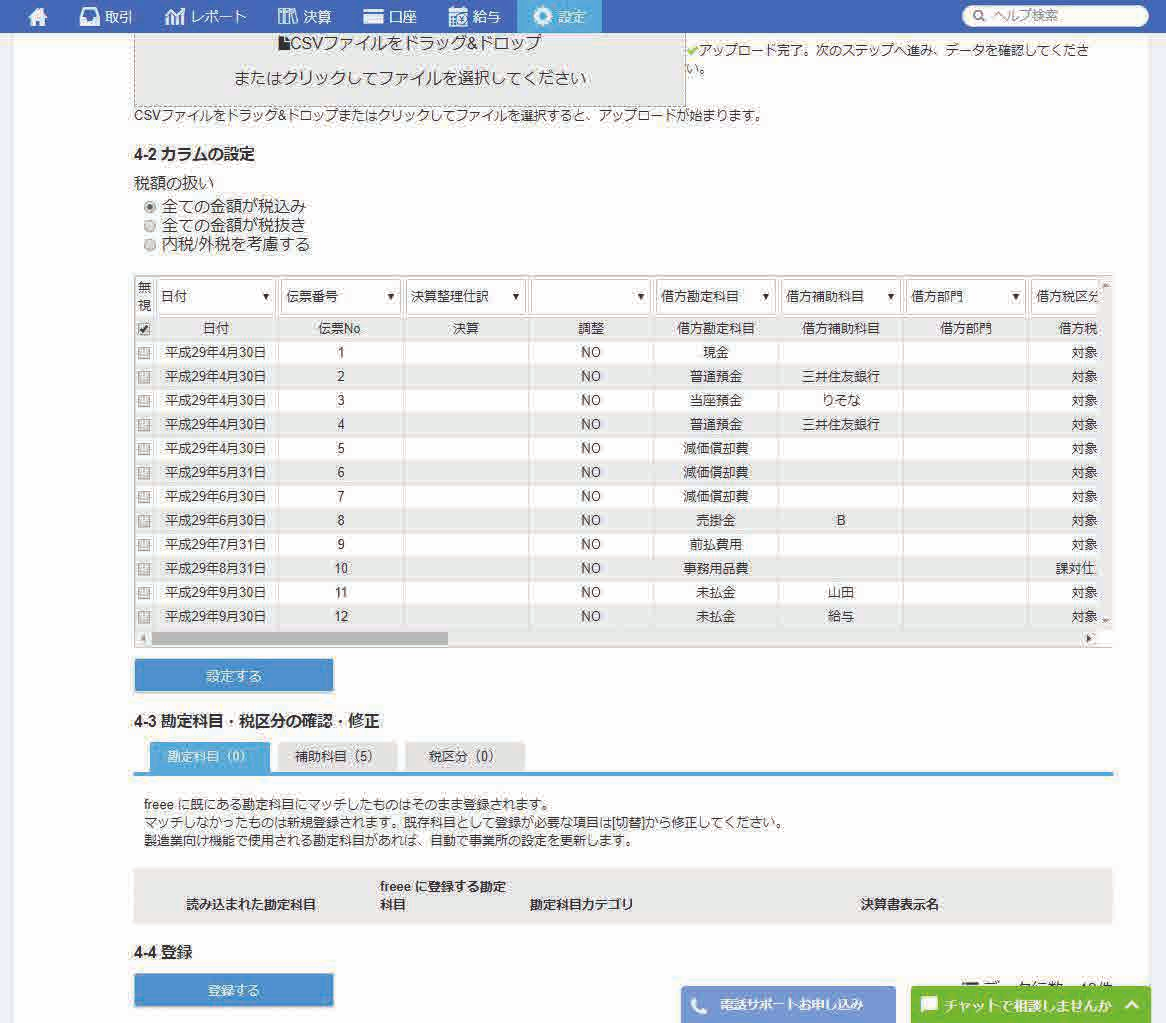 取引 レポート 決算 口座 給与 設定 ヘルプ検索
CSVファイルをドラッグ&ドロップ
またはクリックしてファイルを選択してください
アップロード完了。次のステップへ進み、データを確認してくださ
い。
CSVファイルをドラッグ&ドロップまたはクリックしてファイルを選択すると、アップロードが始まります。
4-2 カラムの設定
税額の扱い
全ての金額が税込み
全ての金額が税抜き
内税/外税を考慮する
無視 日付 伝票番号 決算整理仕訳 借方勘定科目 借方補助科目 借方部門 借方税区分
日付 伝票No 決算 調整 借方勘定科目 借方補助科目 借方部門 借方税
平成29年4月30日 1 NO 現金 対象
平成29年4月30日 2 NO 普通預金 三井住友銀行 対象
平成29年4月30日 3 NO 当座預金 りそな 対象
平成29年4月30日 4 NO 普通預金 三井住友銀行 対象
平成29年4月30日 5 NO 減価償却費 対象
平成29年5月31日 6 NO 減価償却費 対象
平成29年6月30日 7 NO 減価償却費 対象
平成29年6月30日 8 NO 売掛金 B 対象
平成29年7月31日 9 NO 前払費用 対象
平成29年8月31日 10 NO 事務用品費 課対仕
平成29年9月30日 11 NO 未払金 山田 対象
平成29年9月30日 12 NO 未払金 給与 対象
設定する
4-3 勘定科目・税区分の確認・修正
勘定科目（0） 補助科目（5） 税区分（0）
freee に既にある勘定科目にマッチしたものはそのまま登録されます。
マッチしなかったものは新規登録されます。既存科目として登録が必要な項目は[切替]から修正してください。
製造業向け機能で使用される勘定科目があれば、自動で事業所の設定を更新します。
読み込まれた勘定科目 freee に登録する勘定科目 勘定科目カテゴリ 決算書表示名
4-4 登録
登録する
電話サポートお申し込み チャットで相談しませんか